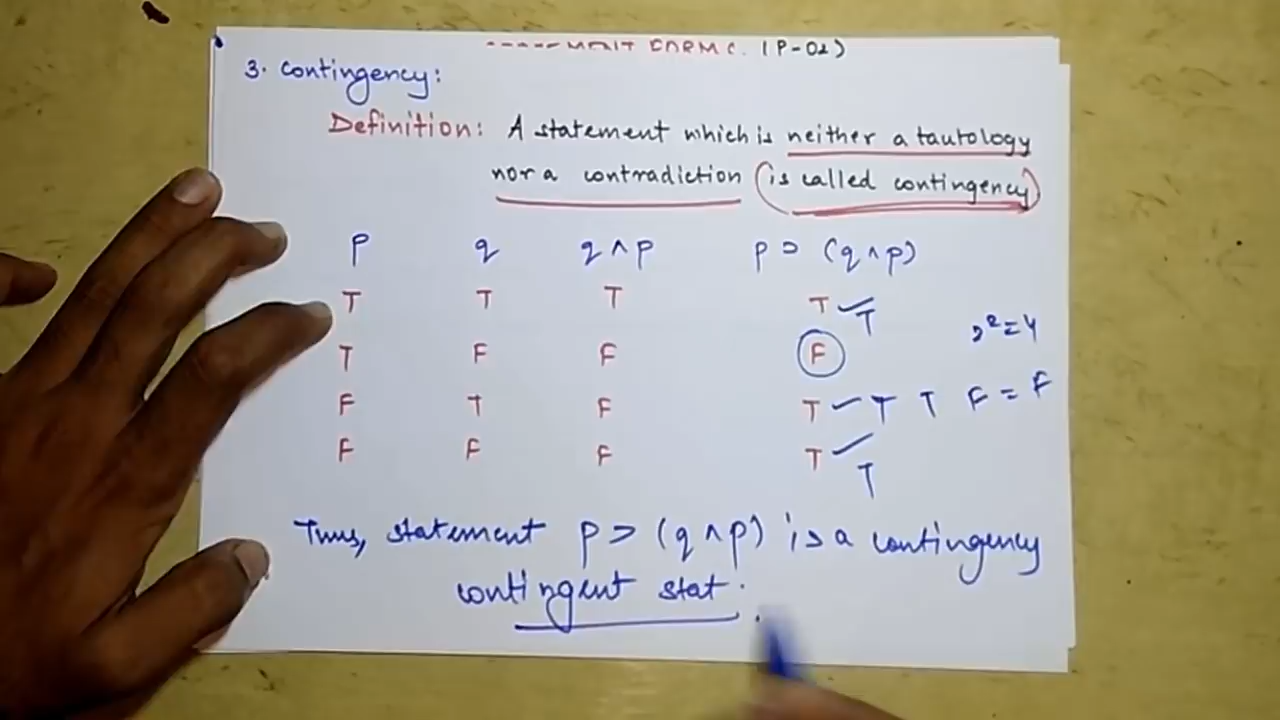 (P-02)
3. Contingency:
Definition: A statement which is neither a tautology
nor a contradiction (is called contingency)
p q q ∧ p p ⊃ (q ∧ p)
T T T T T
2² = 4
T F F F
F T F T T T F = F
F F F T T
Thus, statement p ⊃ (q ∧ p) is a contingency
contingent stat.